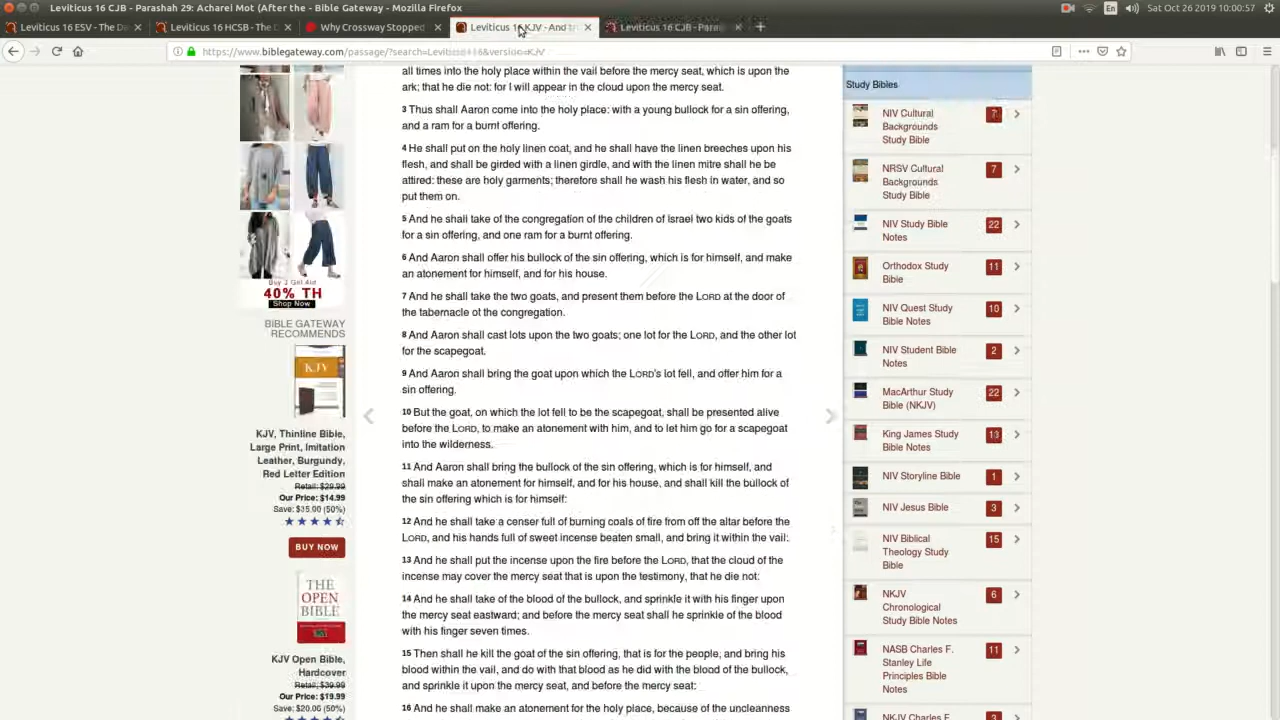 Leviticus 16 CJB - Parashah 29: Acharei Mot (After the - Bible Gateway - Mozilla Firefox
En
Sat Oct 26 2019 10:00:57
Leviticus 16 ESV - The D
Leviticus 16 HCSB - The D
Why Crossway Stopped
Leviticus 16 KJV - And
Leviticus 16 CJB - Paras
https://www.biblegateway.com/passage/?search=Leviticus+16&version=KJV
all times into the holy place within the vail before the mercy seat, which is upon the
ark; that he die not: for I will appear in the cloud upon the mercy seat.
3 Thus shall Aaron come into the holy place: with a young bullock for a sin offering,
and a ram for a burnt offering.
4 He shall put on the holy linen coat, and he shall have the linen breeches upon his
flesh, and shall be girded with a linen girdle, and with the linen mitre shall he be
attired: these are holy garments; therefore shall he wash his flesh in water, and so
put them on.
5 And he shall take of the congregation of the children of Israel two kids of the goats
for a sin offering, and one ram for a burnt offering.
6 And Aaron shall offer his bullock of the sin offering, which is for himself, and make
an atonement for himself, and for his house.
7 And he shall take the two goats, and present them before the LORD at the door of
the tabernacle of the congregation.
8 And Aaron shall cast lots upon the two goats; one lot for the LORD, and the other lot
for the scapegoat.
9 And Aaron shall bring the goat upon which the LORD's lot fell, and offer him for a
sin offering.
10 But the goat, on which the lot fell to be the scapegoat, shall be presented alive
before the LORD, to make an atonement with him, and to let him go for a scapegoat
into the wilderness.
11 And Aaron shall bring the bullock of the sin offering, which is for himself, and
shall make an atonement for himself, and for his house, and shall kill the bullock of
the sin offering which is for himself:
12 And he shall take a censer full of burning coals of fire from off the altar before the
LORD, and his hands full of sweet incense beaten small, and bring it within the vail:
13 And he shall put the incense upon the fire before the LORD, that the cloud of the
incense may cover the mercy seat that is upon the testimony, that he die not:
14 And he shall take of the blood of the bullock, and sprinkle it with his finger upon
the mercy seat eastward; and before the mercy seat shall he sprinkle of the blood
with his finger seven times.
15 Then shall he kill the goat of the sin offering, that is for the people, and bring his
blood within the vail, and do with that blood as he did with the blood of the bullock,
and sprinkle it upon the mercy seat, and before the mercy seat:
16 And he shall make an atonement for the holy place, because of the uncleanness
40% TH
Shop Now
BIBLE GATEWAY
RECOMMENDS
KJV
KJV, Thinline Bible,
Large Print, Imitation
Leather, Burgundy,
Red Letter Edition
Retail: $29.99
Our Price: $14.99
Save: $15.00 (50%)
BUY NOW
THE
OPEN
BIBLE
KJV Open Bible,
Hardcover
Retail: $39.99
Our Price: $19.99
Save: $20.00 (50%)
Study Bibles
NIV Cultural
Backgrounds
Study Bible
7
NRSV Cultural
Backgrounds
Study Bible
7
NIV Study Bible
Notes
22
Orthodox Study
Bible
11
NIV Quest Study
Bible Notes
10
NIV Student Bible
Notes
2
MacArthur Study
Bible (NKJV)
22
King James Study
Bible Notes
13
NIV Storyline Bible
1
NIV Jesus Bible
3
NIV Biblical
Theology Study
Bible
15
NKJV
Chronological
Study Bible Notes
6
NASB Charles F.
Stanley Life
Principles Bible
Notes
11
NKJV Charles F.
3